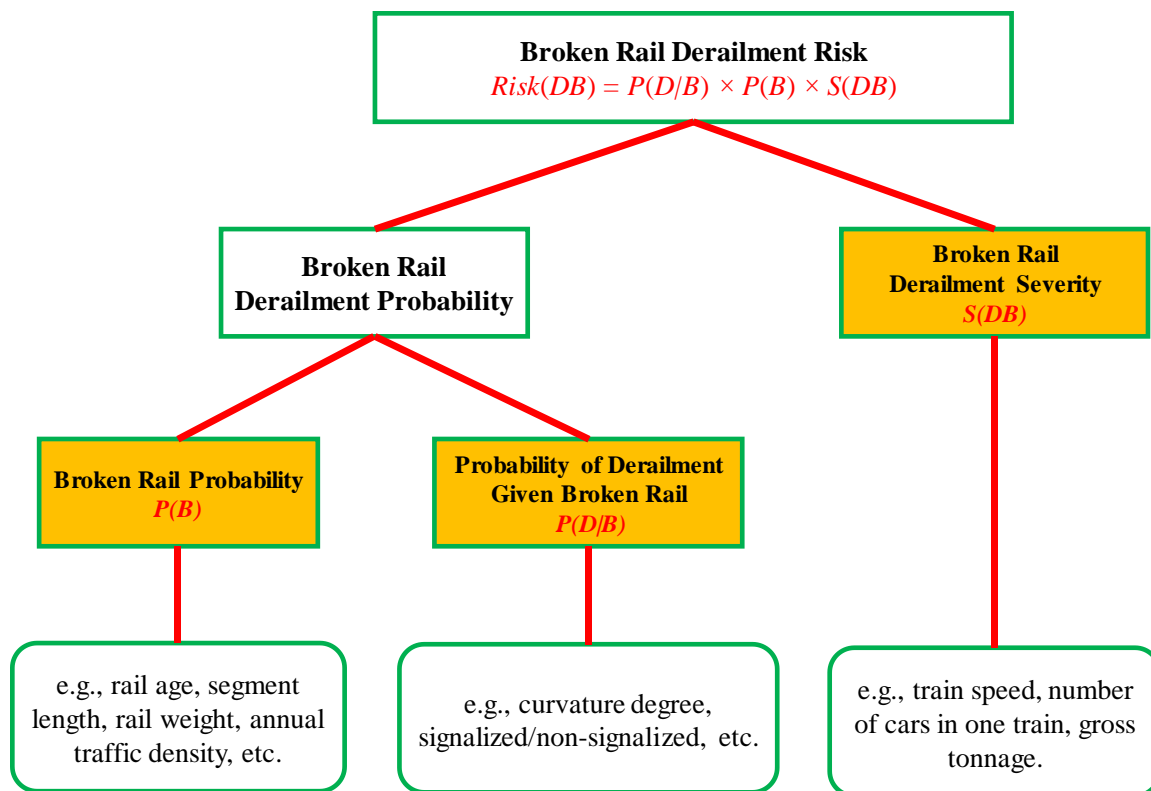 Broken Rail Derailment Risk
Risk(DB) = P(D/B) × P(B) × S(DB)
Broken Rail
Derailment Probability
Broken Rail
Derailment Severity
S(DB)
Broken Rail Probability
P(B)
Probability of Derailment
Given Broken Rail
P(D/B)
e.g., rail age, segment
length, rail weight, annual
traffic density, etc.
e.g., curvature degree,
signalized/non-signalized, etc.
e.g., train speed, number
of cars in one train, gross
tonnage.